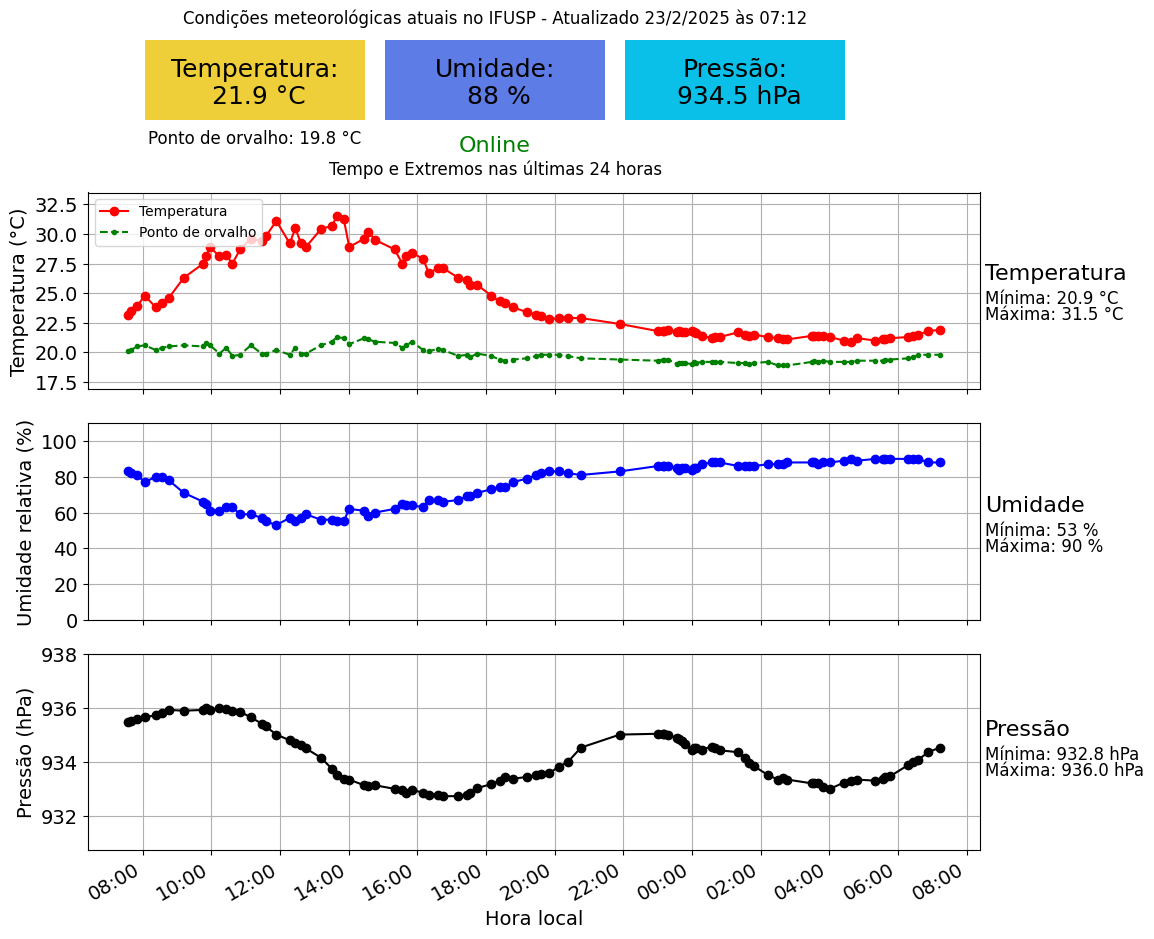 Condições meteorológicas atuais no IFUSP - Atualizado 23/2/2025 às 07:12
Temperatura:
21.9 °C
Umidade:
88 %
Pressão:
934.5 hPa
Ponto de orvalho: 19.8 °C
Online
Tempo e Extremos nas últimas 24 horas
Temperatura (°C)
32.5
30.0
27.5
25.0
22.5
20.0
17.5
Temperatura
Ponto de orvalho
Temperatura
Mínima: 20.9 °C
Máxima: 31.5 °C
Umidade relativa (%)
100
80
60
40
20
0
Umidade
Mínima: 53 %
Máxima: 90 %
Pressão (hPa)
938
936
934
932
Pressão
Mínima: 932.8 hPa
Máxima: 936.0 hPa
08:00 10:00 12:00 14:00 16:00 18:00 20:00 22:00 00:00 02:00 04:00 06:00 08:00
Hora local